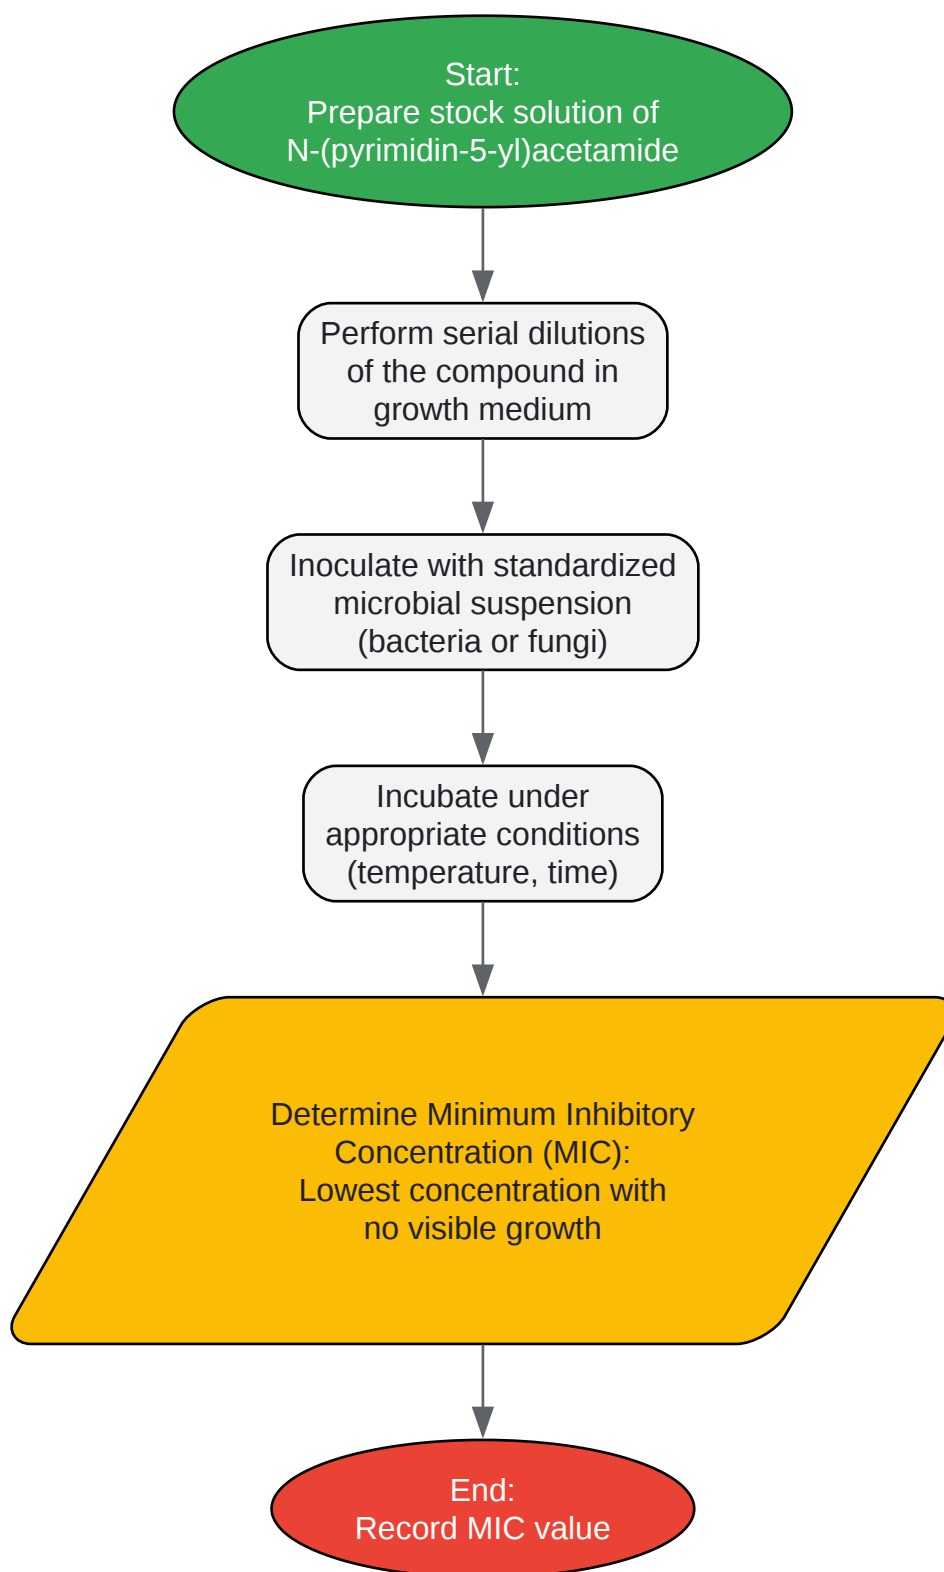 Start:
Prepare stock solution of
N-(pyrimidin-5-yl)acetamide
Perform serial dilutions
of the compound in
growth medium
Inoculate with standardized
microbial suspension
(bacteria or fungi)
Incubate under
appropriate conditions
(temperature, time)
Determine Minimum Inhibitory
Concentration (MIC):
Lowest concentration with
no visible growth
End:
Record MIC value